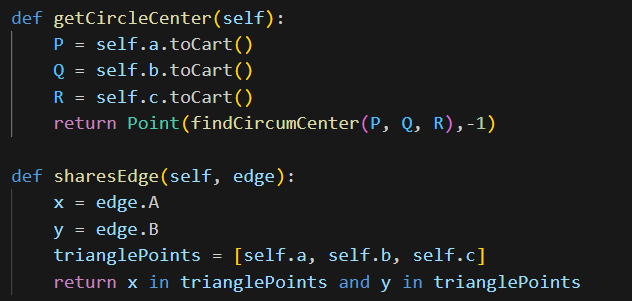 def getCircleCenter(self):
    P = self.a.toCart()
    Q = self.b.toCart()
    R = self.c.toCart()
    return Point(findCircumCenter(P, Q, R),-1)
def sharesEdge(self, edge):
    x = edge.A
    y = edge.B
    trianglePoints = [self.a, self.b, self.c]
    return x in trianglePoints and y in trianglePoints